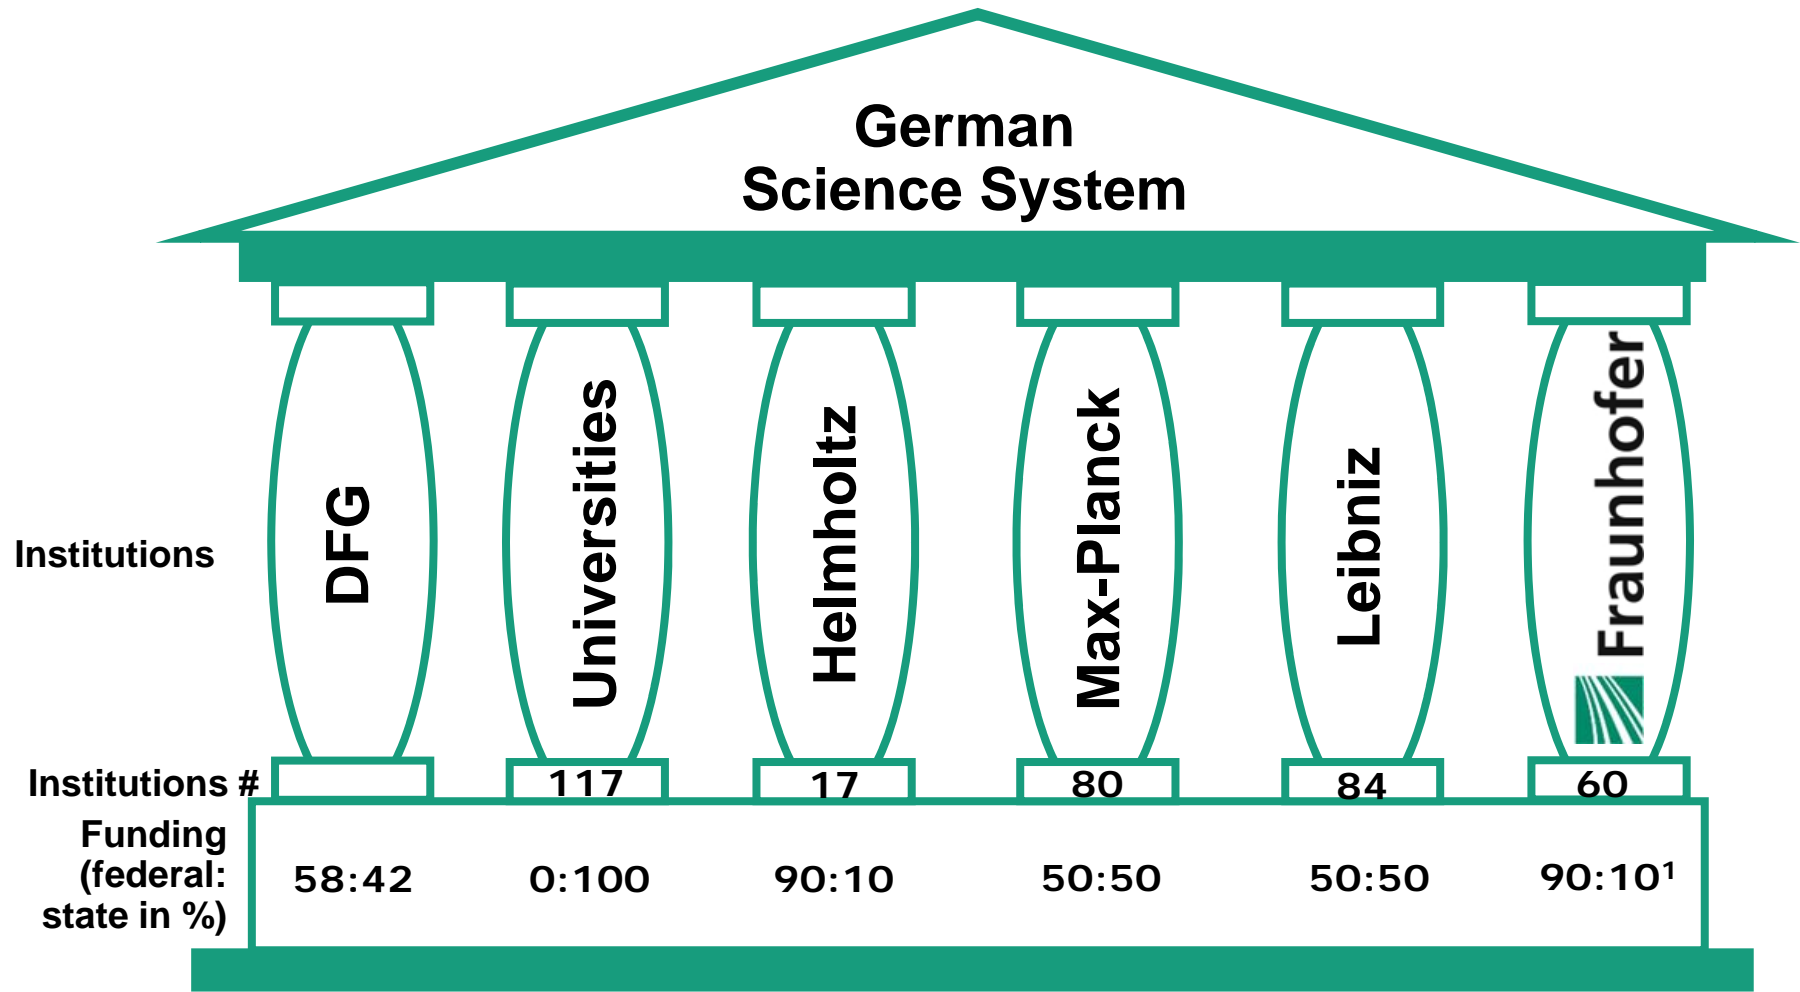 German
Science System
Institutions
DFG
Universities
Helmholtz
Max-Planck
Leibniz
Fraunhofer
Institutions #
117
17
80
84
60
Funding
(federal:
state in %)
58:42
0:100
90:10
50:50
50:50
90:10¹